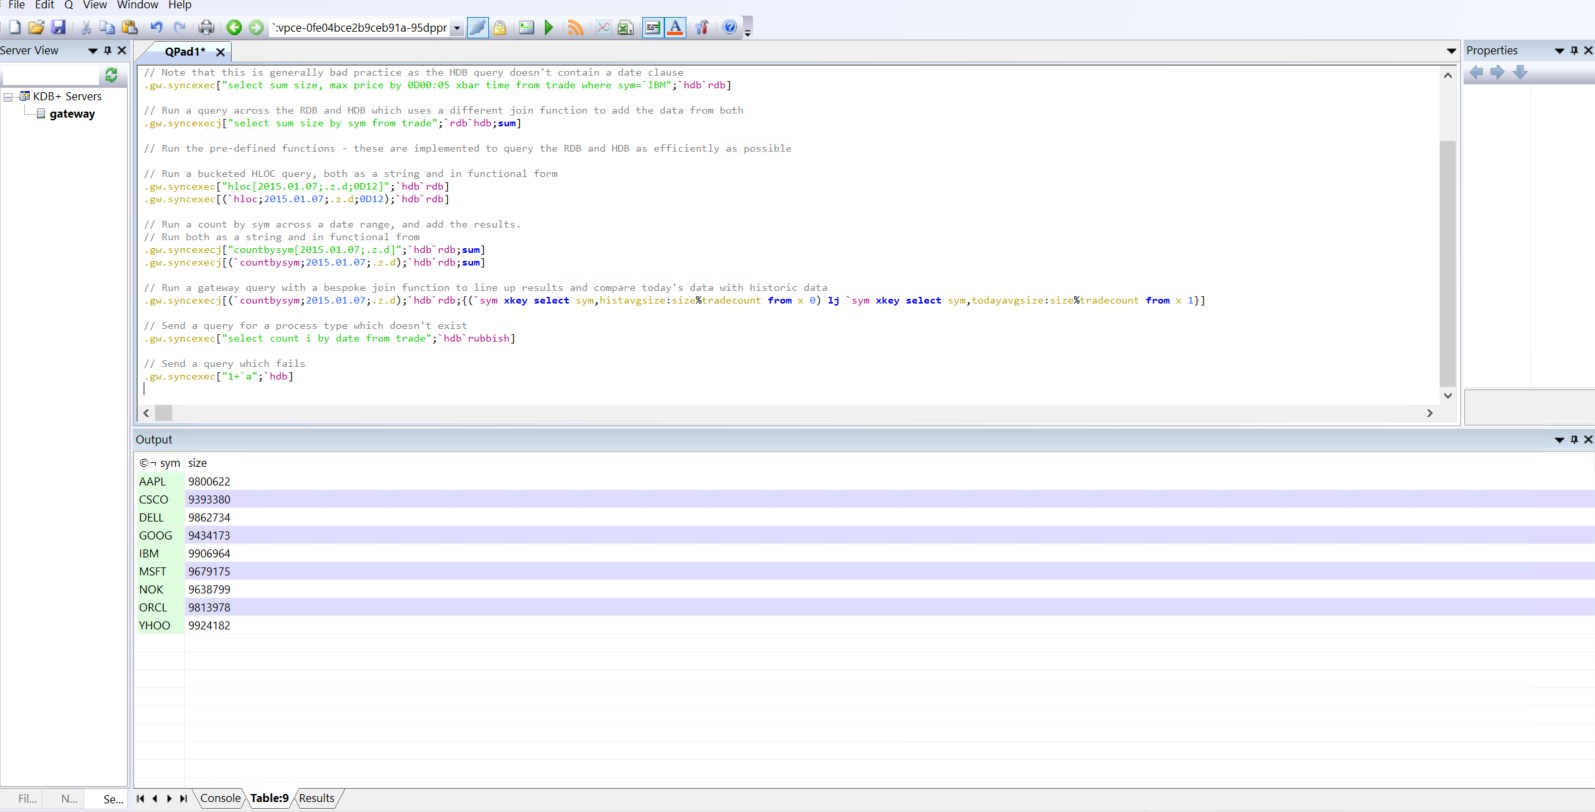 File Edit Q View Window Help
`:vpce-0fe04bce2b9ceb91a-95dppr
Server View
QPad1*
Properties
KDB+ Servers
gateway
// Note that this is generally bad practice as the HDB query doesn't contain a date clause
.gw.syncexec["select sum size, max price by 0D00:05 xbar time from trade where sym=`IBM";`hdb`rdb]
// Run a query across the RDB and HDB which uses a different join function to add the data from both
.gw.syncexecj["select sum size by sym from trade";`rdb`hdb;sum]
// Run the pre-defined functions - these are implemented to query the RDB and HDB as efficiently as possible
// Run a bucketed HLOC query, both as a string and in functional form
.gw.syncexec["hloc[2015.01.07;.z.d;0D12]";`hdb`rdb]
.gw.syncexec[(`hloc;2015.01.07;.z.d;0D12);`hdb`rdb]
// Run a count by sym across a date range, and add the results.
// Run both as a string and in functional from
.gw.syncexecj["countbysym[2015.01.07;.z.d]";`hdb`rdb;sum]
.gw.syncexecj[(`countbysym;2015.01.07;.z.d);`hdb`rdb;sum]
// Run a gateway query with a bespoke join function to line up results and compare today's data with historic data
.gw.syncexecj[(`countbysym;2015.01.07;.z.d);`hdb`rdb;{(`sym xkey select sym,histavgsize:size%tradecount from x 0) lj `sym xkey select sym,todayavgsize:size%tradecount from x 1}]
// Send a query for a process type which doesn't exist
.gw.syncexec["select count i by date from trade";`hdb`rubbish]
// Send a query which fails
.gw.syncexec["1+`a";`hdb]
Output
©¬ sym size
AAPL 9800622
CSCO 9393380
DELL 9862734
GOOG 9434173
IBM 9906964
MSFT 9679175
NOK 9638799
ORCL 9813978
YHOO 9924182
Fil... N... Se... Console Table:9 Results